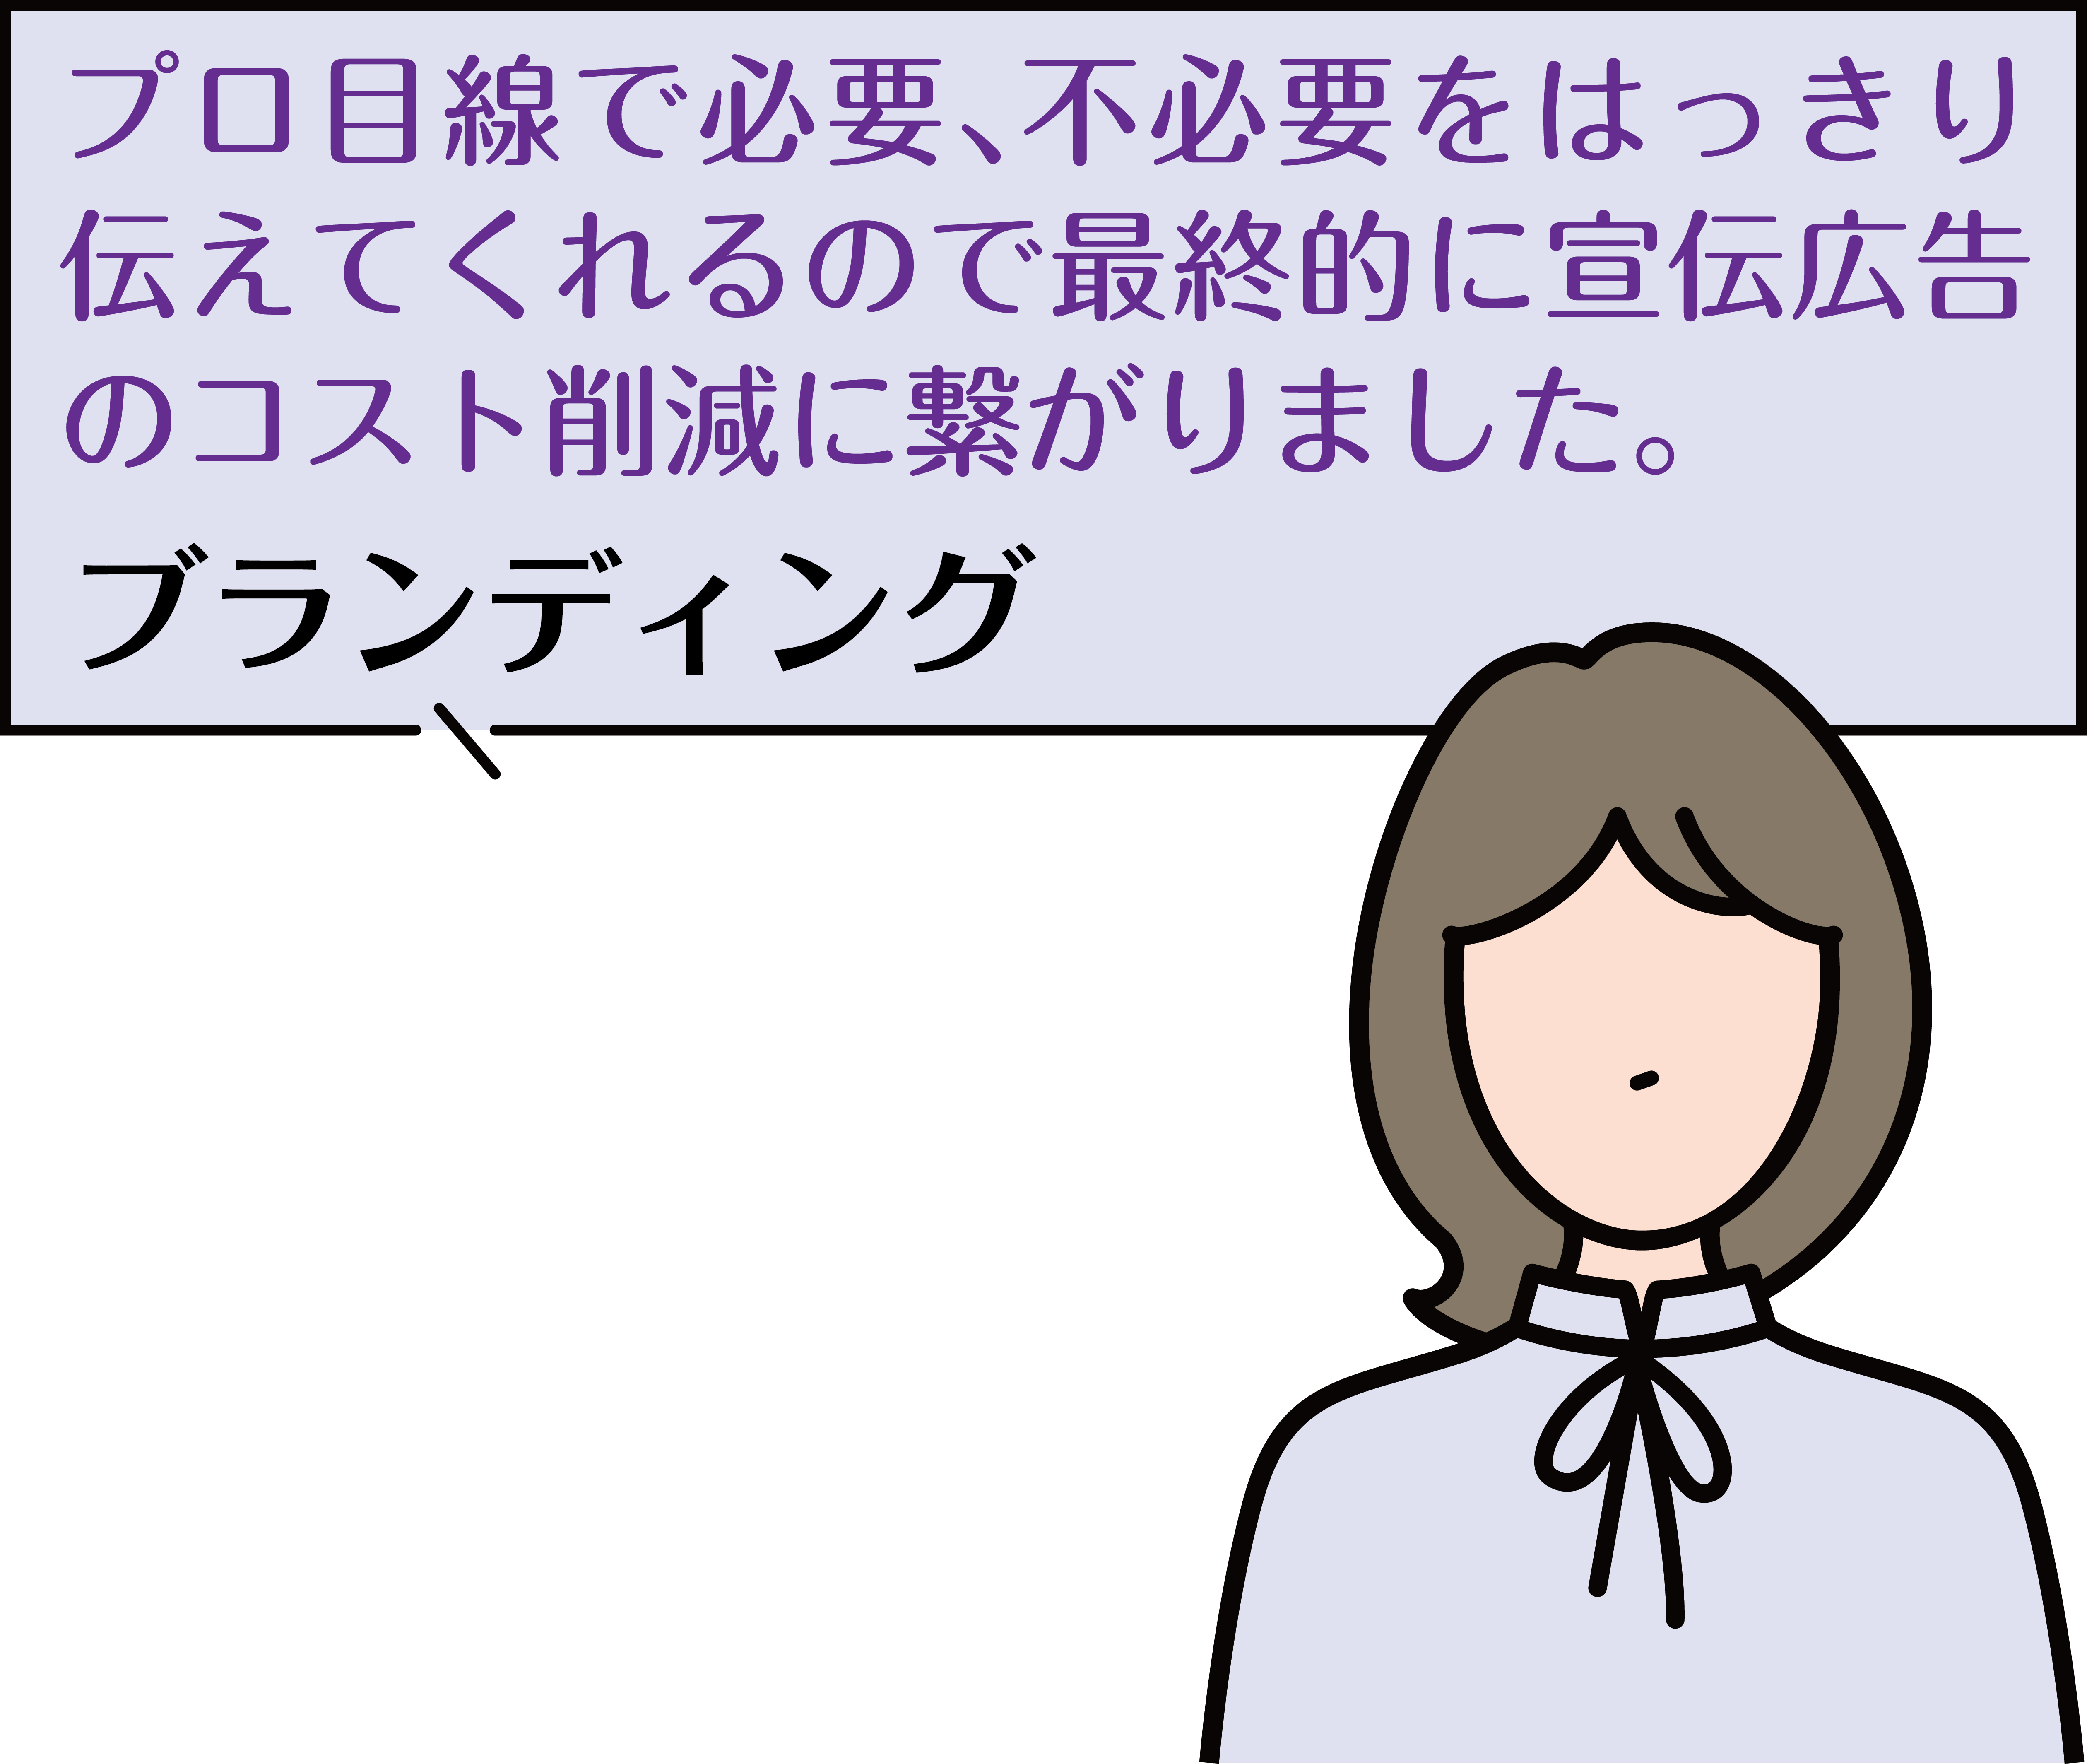 プロ目線で必要、不必要をはっきり
伝えてくれるので最終的に宣伝広告
のコスト削減に繋がりました。
ブランディング